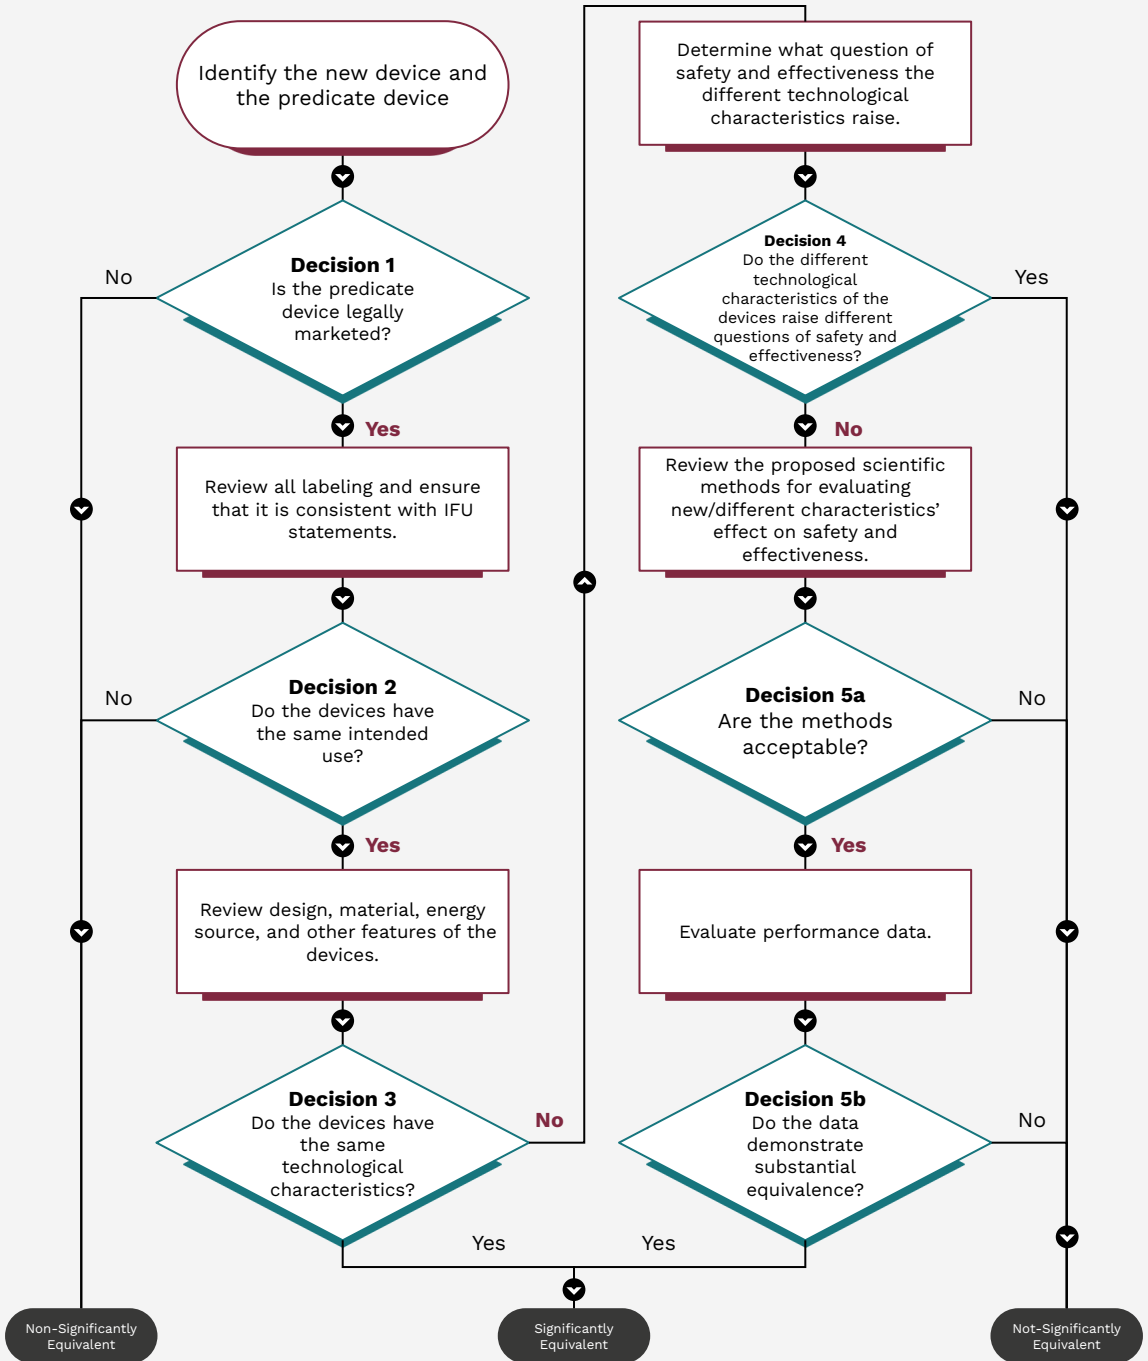 Identify the new device and
the predicate device
No
Decision 1
Is the predicate
device legally
marketed?
Yes
Review all labeling and ensure
that it is consistent with IFU
statements.
No
Decision 2
Do the devices have
the same intended
use?
Yes
Review design, material, energy
source, and other features of the
devices.
Decision 3
Do the devices have
the same
technological
characteristics?
No
Yes
Determine what question of
safety and effectiveness the
different technological
characteristics raise.
Decision 4
Do the different
technological
characteristics of the
devices raise different
questions of safety and
effectiveness?
Yes
No
Review the proposed scientific
methods for evaluating
new/different characteristics’
effect on safety and
effectiveness.
Decision 5a
Are the methods
acceptable?
No
Yes
Evaluate performance data.
Decision 5b
Do the data
demonstrate
substantial
equivalence?
No
Yes
Non-Significantly
Equivalent
Significantly
Equivalent
Not-Significantly
Equivalent